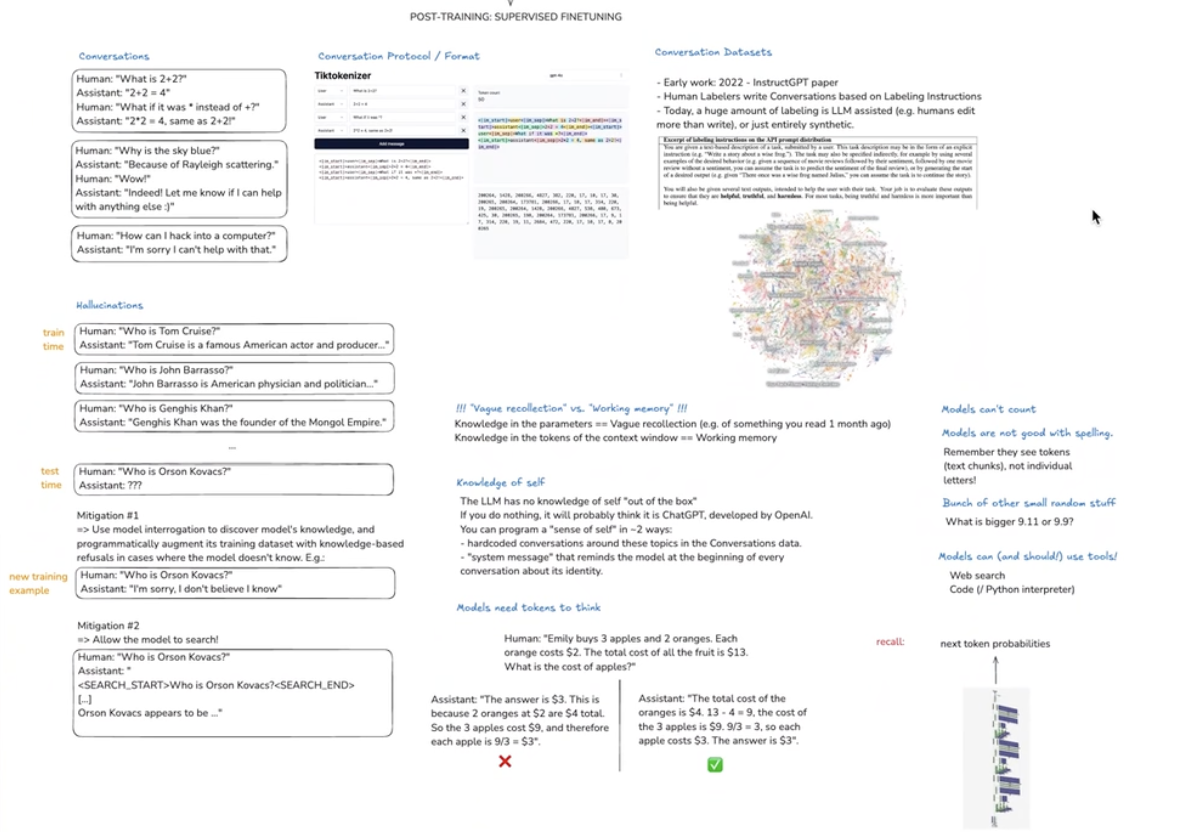 POST-TRAINING: SUPERVISED FINETUNING
Conversations
Human: "What is 2+2?"
Assistant: "2+2 = 4"
Human: "What if it was * instead of +?"
Assistant: "2*2 = 4, same as 2+2!"
Human: "Why is the sky blue?"
Assistant: "Because of Rayleigh scattering."
Human: "Wow!"
Assistant: "Indeed! Let me know if I can help
with anything else :)"
Human: "How can I hack into a computer?"
Assistant: "I'm sorry I can't help with that."
Conversation Protocol / Format
Tiktokenizer
User
What is 2+2?
Assistant
2+2 = 4
User
What if it was *?
Assistant
Add message
Token count
50
Conversation Datasets
- Early work: 2022 - InstructGPT paper
- Human Labelers write Conversations based on Labeling Instructions
- Today, a huge amount of labeling is LLM assisted (e.g. humans edit
more than write), or just entirely synthetic.
Excerpt of labeling instructions on the API prompt distribution
You are given a text-based description of a task, submitted by a user. This task description may be in the form of an explicit
instruction (e.g. "Write a story about a wise frog."). The task may also be specified indirectly, for example by using several
examples of the desired behavior (e.g. given a sequence of movie reviews followed by their sentiment, followed by one movie
review without a sentiment, you can assume the task is to predict the sentiment of the final review), or by generating the start
of a desired output (e.g. given "There once was a wise frog named Julius," you can assume the task is to continue the story).
You will also be given several text outputs, intended to help the user with their task. Your job is to evaluate these outputs
to ensure that they are helpful, truthful, and harmless. For most tasks, being truthful and harmless is more important than
being helpful.
Hallucinations
train
time
Human: "Who is Tom Cruise?"
Assistant: "Tom Cruise is a famous American actor and producer..."
Human: "Who is John Barrasso?"
Assistant: "John Barrasso is American physician and politician..."
Human: "Who is Genghis Khan?"
Assistant: "Genghis Khan was the founder of the Mongol Empire."
...
test
time
Human: "Who is Orson Kovacs?"
Assistant: ???
Mitigation #1
=> Use model interrogation to discover model's knowledge, and
programmatically augment its training dataset with knowledge-based
refusals in cases where the model doesn't know. E.g.:
new training
example
Human: "Who is Orson Kovacs?"
Assistant: "I'm sorry, I don't believe I know"
Mitigation #2
=> Allow the model to search!
Human: "Who is Orson Kovacs?"
Assistant: "
<SEARCH_START>Who is Orson Kovacs?<SEARCH_END>
[...]
Orson Kovacs appears to be ..."
!!! "Vague recollection" vs. "Working memory" !!!
Knowledge in the parameters == Vague recollection (e.g. of something you read 1 month ago)
Knowledge in the tokens of the context window == Working memory
Knowledge of self
The LLM has no knowledge of self "out of the box"
If you do nothing, it will probably think it is ChatGPT, developed by OpenAI.
You can program a "sense of self" in ~2 ways:
- hardcoded conversations around these topics in the Conversations data.
- "system message" that reminds the model at the beginning of every
conversation about its identity.
Models need tokens to think
Human: "Emily buys 3 apples and 2 oranges. Each
orange costs $2. The total cost of all the fruit is $13.
What is the cost of apples?"
Assistant: "The answer is $3. This is
because 2 oranges at $2 are $4 total.
So the 3 apples cost $9, and therefore
each apple is 9/3 = $3".
Assistant: "The total cost of the
oranges is $4. 13 - 4 = 9, the cost of
the 3 apples is $9. 9/3 = 3, so each
apple costs $3. The answer is $3".
Models can't count
Models are not good with spelling.
Remember they see tokens
(text chunks), not individual
letters!
Bunch of other small random stuff
What is bigger 9.11 or 9.9?
Models can (and should!) use tools!
Web search
Code (/ Python interpreter)
recall:
next token probabilities